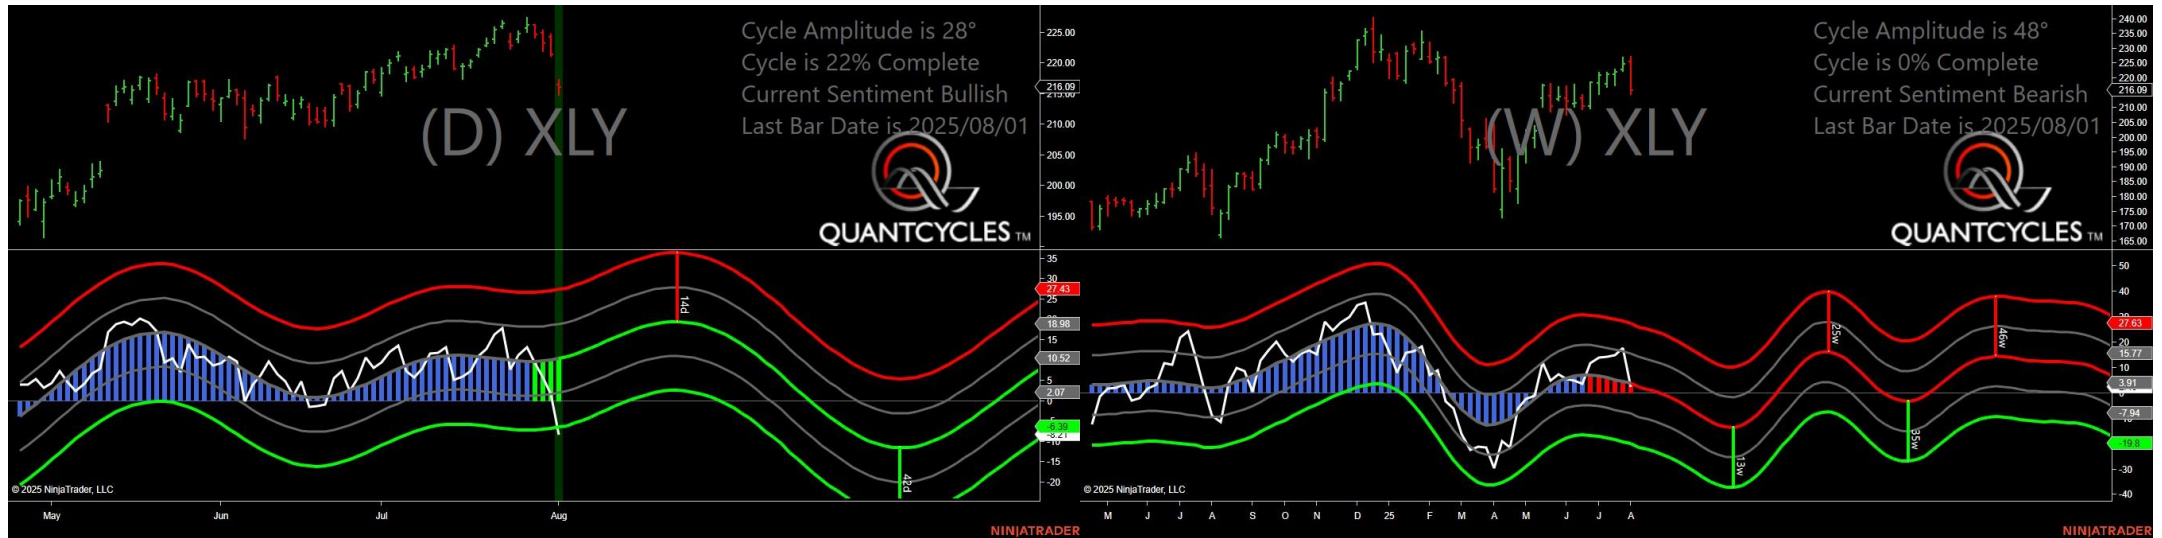 Cycle Amplitude is 28°
Cycle is 22% Complete
Current Sentiment Bullish
Last Bar Date is 2025/08/01
(D) XLY
QUANTCYCLES TM
225.00
220.00
216.09
215.00
210.00
205.00
200.00
195.00
35
30
27.43
25
18.98
15
10.52
5
2.07
0
-6.39
-8.21
-10
-15
-20
14d
42d
© 2025 NinjaTrader, LLC
May Jun Jul Aug
NINJATRADER
Cycle Amplitude is 48°
Cycle is 0% Complete
Current Sentiment Bearish
Last Bar Date is 2025/08/01
(W) XLY
QUANTCYCLES TM
240.00
235.00
230.00
225.00
220.00
216.09
210.00
205.00
200.00
195.00
190.00
185.00
180.00
175.00
170.00
165.00
50
40
27.63
20
15.77
10
3.91
-7.94
-19.8
-30
-40
25w
46w
13w
35w
© 2025 NinjaTrader, LLC
M J J A S O N D 25 F M A M J J A
NINJATRADER